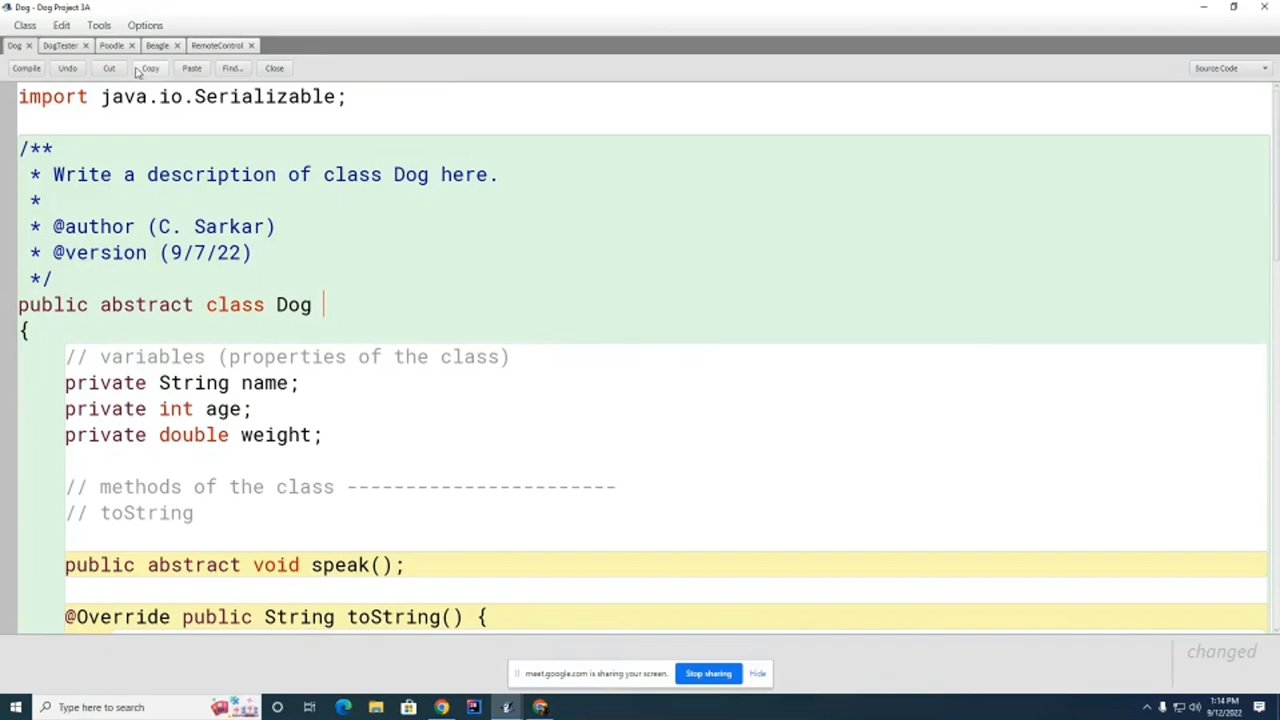 Dog - Dog Project 3A
Class Edit Tools Options
Dog DogTester Poodle Beagle RemoteControl
Compile Undo Cut Copy Paste Find... Close Source Code
import java.io.Serializable;
/**
* Write a description of class Dog here.
*
* @author (C. Sarkar)
* @version (9/7/22)
*/
public abstract class Dog
{
// variables (properties of the class)
private String name;
private int age;
private double weight;
// methods of the class -----------------------
// toString
public abstract void speak();
@Override public String toString() {
changed
meet.google.com is sharing your screen. Stop sharing Hide
Type here to search
1:14 PM
9/12/2022